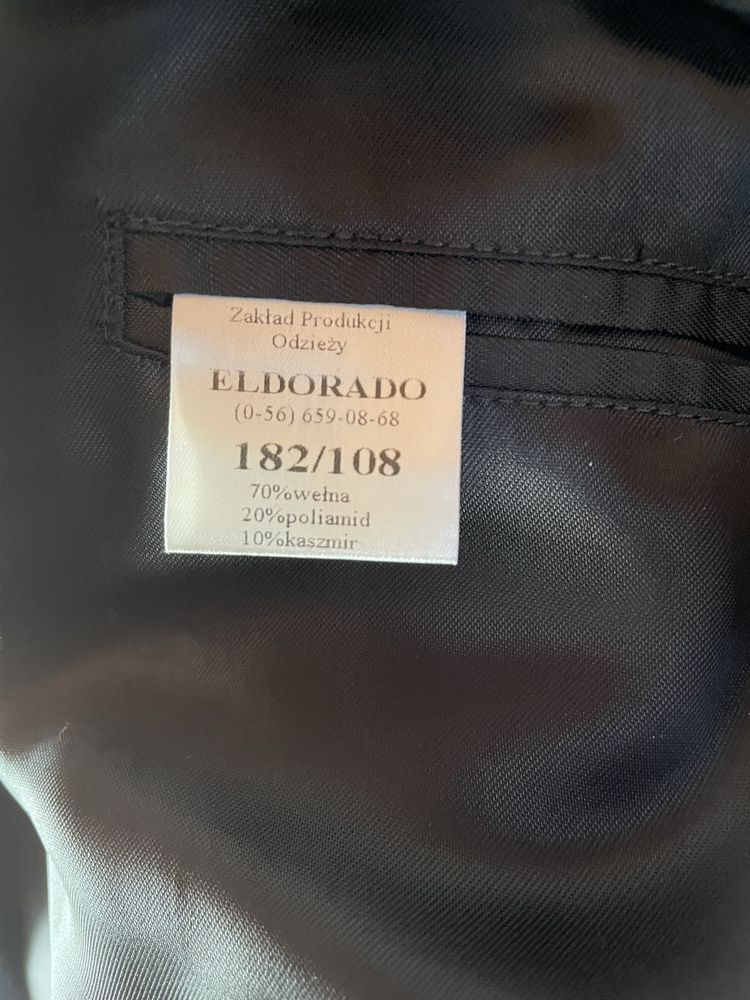 Zakład Produkcji
Odzieży
ELDORADO
(0-56) 659-08-68
182/108
70%wełna
20%poliamid
10%kaszmir